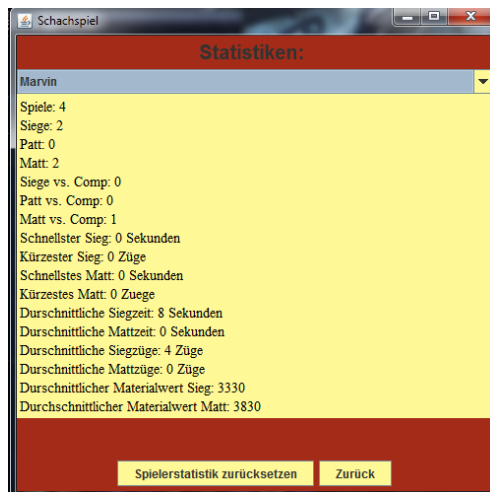 Schachspiel
Statistiken:
Marvin
Spiele: 4
Siege: 2
Patt: 0
Matt: 2
Siege vs. Comp: 0
Patt vs. Comp: 0
Matt vs. Comp: 1
Schnellster Sieg: 0 Sekunden
Kürzester Sieg: 0 Züge
Schnellstes Matt: 0 Sekunden
Kürzestes Matt: 0 Zuege
Durschnittliche Siegzeit: 8 Sekunden
Durschnittliche Mattzeit: 0 Sekunden
Durschnittliche Siegzüge: 4 Züge
Durschnittliche Mattzüge: 0 Züge
Durschnittlicher Materialwert Sieg: 3330
Durchschnittlicher Materialwert Matt: 3830
Spielerstatistik zurücksetzen Zurück